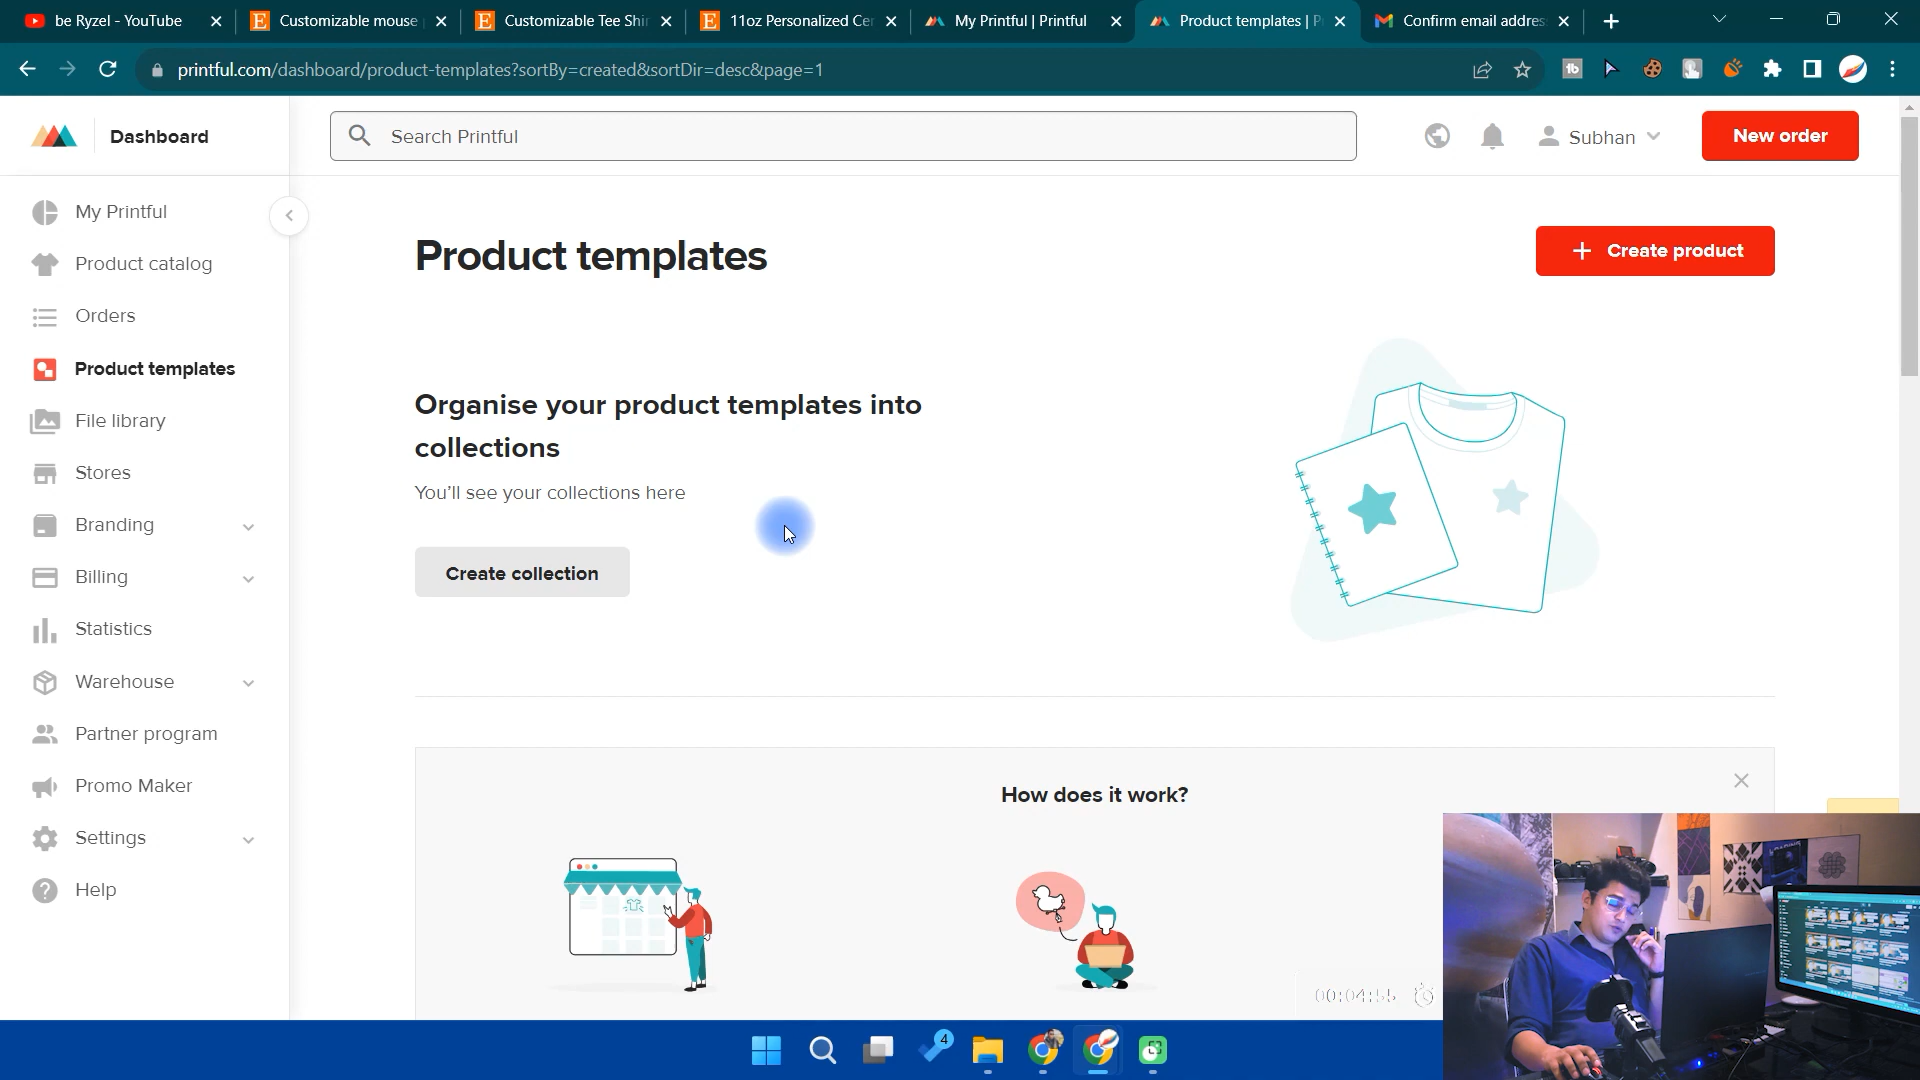 be Ryzel - YouTube
Customizable mouse
Customizable Tee Shir
11oz Personalized Cer
My Printful | Printful
Product templates | P
Confirm email addres
printful.com/dashboard/product-templates?sortBy=created&sortDir=desc&page=1
Dashboard
Search Printful
Subhan
New order
My Printful
Product catalog
Orders
Product templates
File library
Stores
Branding
Billing
Statistics
Warehouse
Partner program
Promo Maker
Settings
Help
Product templates
+ Create product
Organise your product templates into
collections
You'll see your collections here
Create collection
How does it work?
00:04:55
4